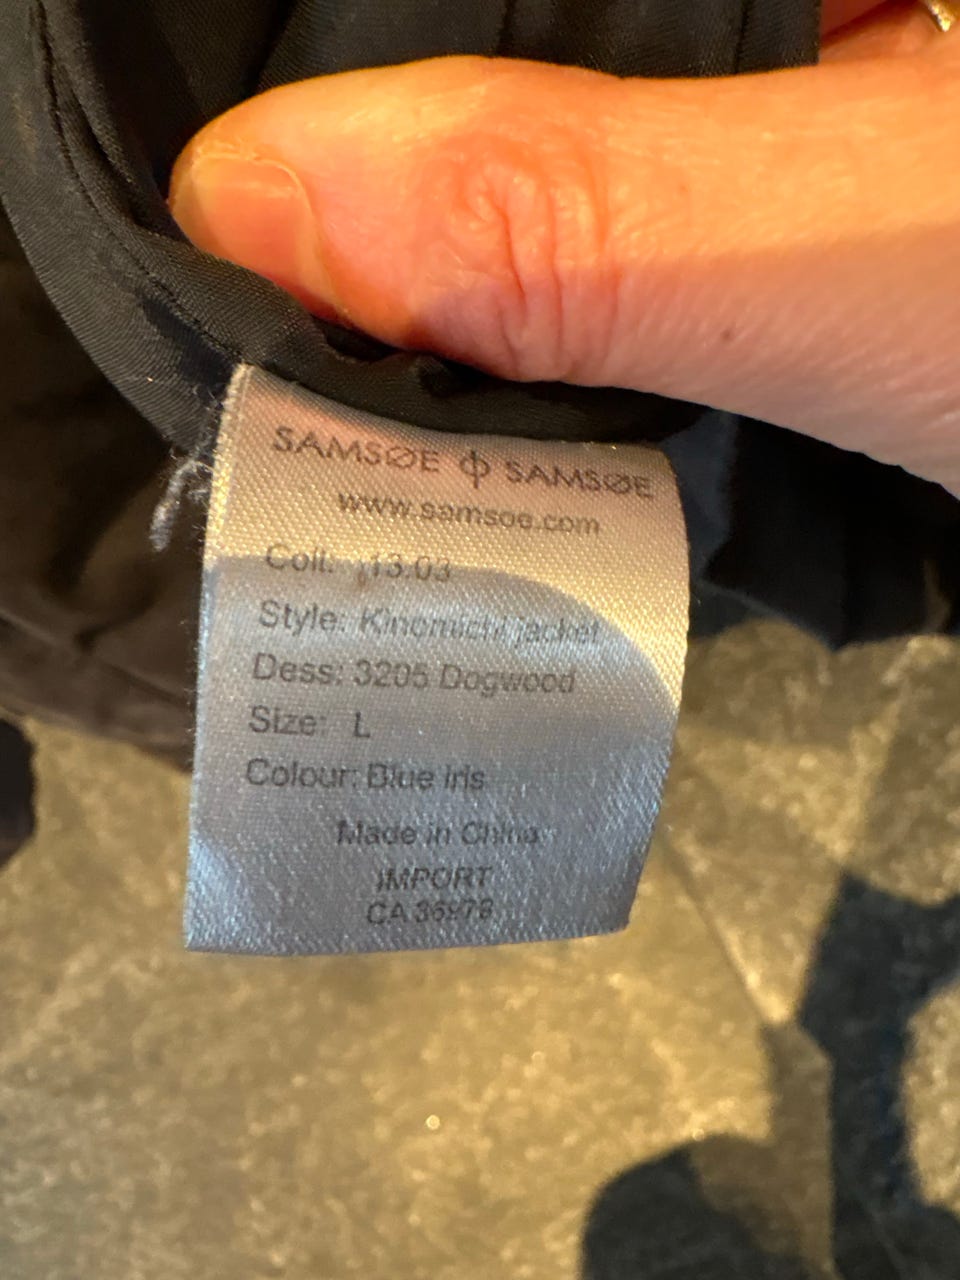 SAMSØE ф SAMSØE
www.samsoe.com
Coll: 13.03
Style: Kinomichi jacket
Dess: 3205 Dogwood
Size: L
Colour: Blue Iris
Made in China
IMPORT
CA 36978